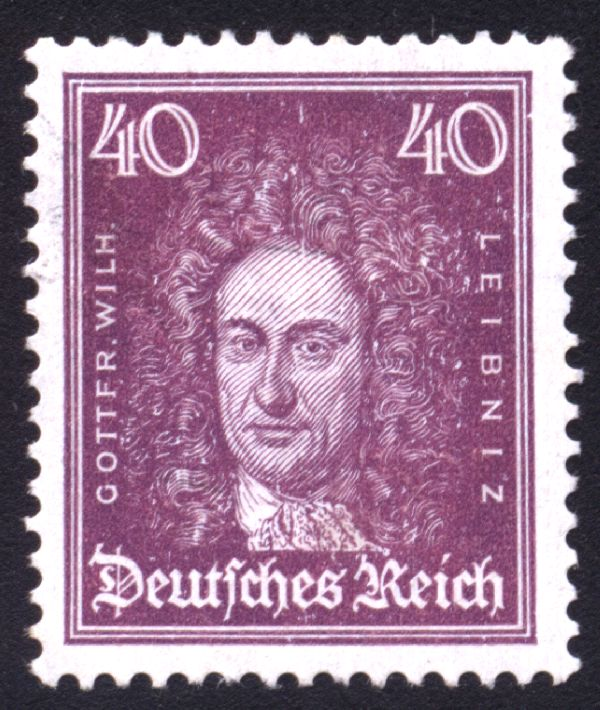 40 40
GOTTFR. WILH.
LEIBNIZ
Deutſches Reich